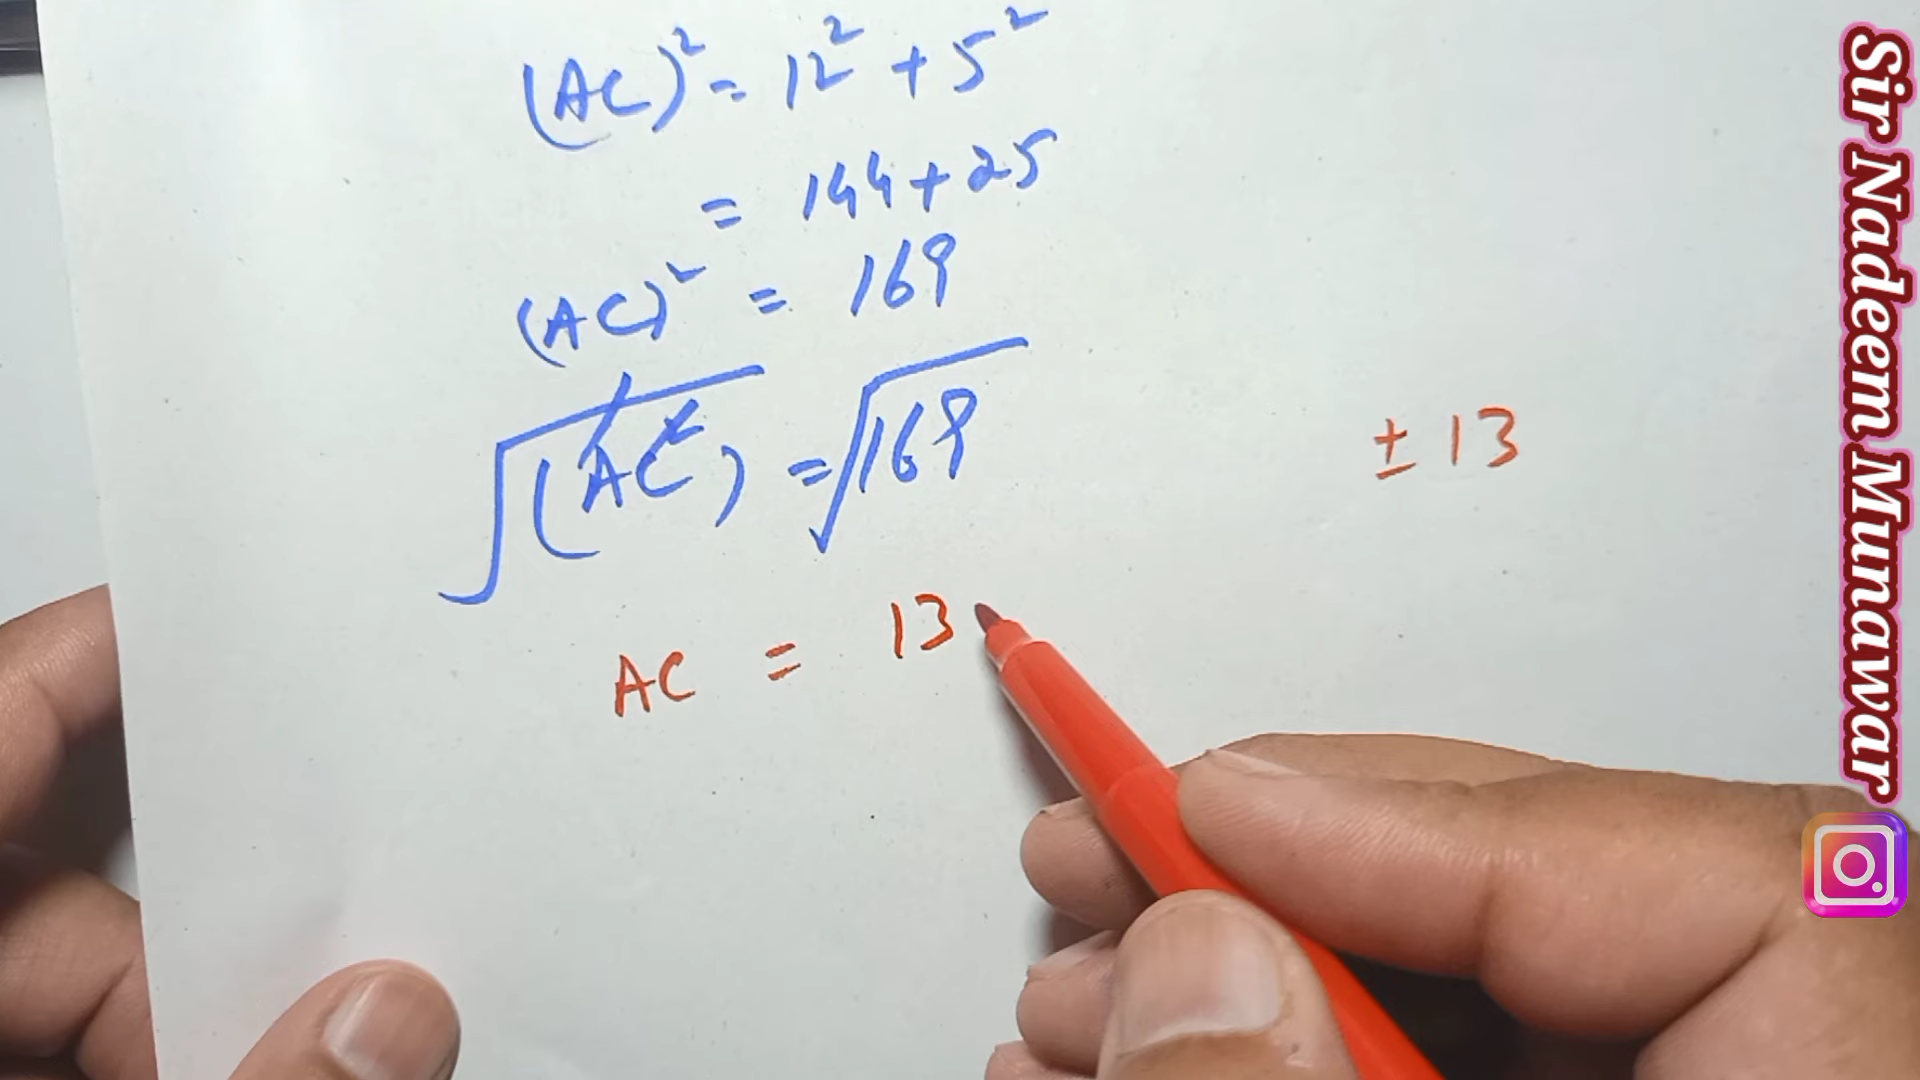 (AC)² = 12² + 5²
= 144 + 25
(AC)² = 169
√(AC²) = √169
± 13
AC = 13
Sir Nadeem Munawar